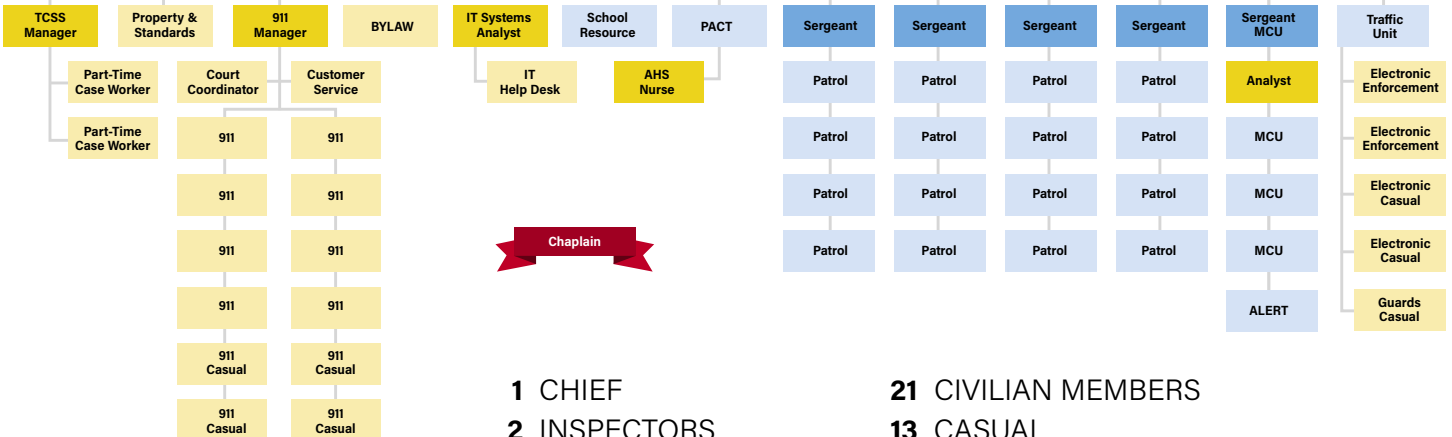 TCSS
Manager
Property &
Standards
911
Manager
BYLAW
IT Systems
Analyst
School
Resource
PACT
Sergeant
Sergeant
Sergeant
Sergeant
Sergeant
MCU
Traffic
Unit
Part-Time
Case Worker
Court
Coordinator
Customer
Service
IT
Help Desk
AHS
Nurse
Patrol
Patrol
Patrol
Patrol
Analyst
Electronic
Enforcement
Part-Time
Case Worker
911
911
Patrol
Patrol
Patrol
Patrol
MCU
Electronic
Enforcement
911
911
Patrol
Patrol
Patrol
Patrol
MCU
Electronic
Casual
911
911
Chaplain
Patrol
Patrol
Patrol
Patrol
MCU
Electronic
Casual
911
911
ALERT
Guards
Casual
911
Casual
911
Casual
911
Casual
911
Casual
1 CHIEF
21 CIVILIAN MEMBERS
2 INSPECTORS
13 CASUAL